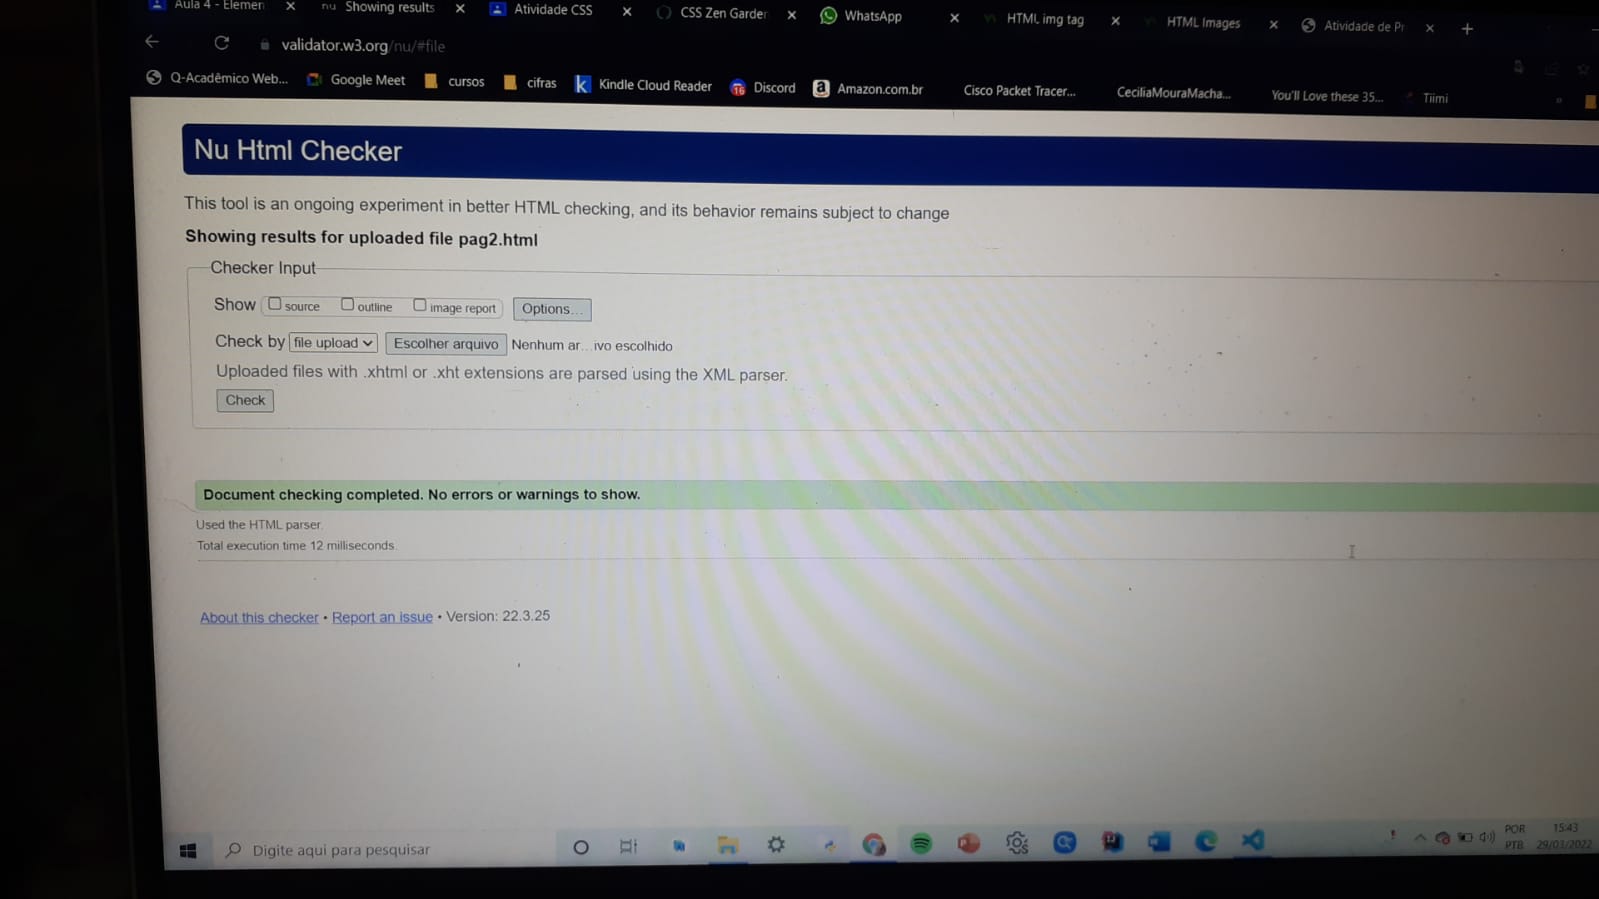 Aula 4 - Elemen
nu Showing results
Atividade CSS
CSS Zen Garde
WhatsApp
HTML img tag
HTML Images
Atividade de Pr
validator.w3.org/nu/#file
Q-Acadêmico Web...
Google Meet
cursos
cifras
k Kindle Cloud Reader
16 Discord
a Amazon.com.br
Cisco Packet Tracer...
CeciliaMouraMacha...
You'll Love these 35...
Tiimi
»
Nu Html Checker
This tool is an ongoing experiment in better HTML checking, and its behavior remains subject to change
Showing results for uploaded file pag2.html
Checker Input
Show source outline image report Options...
Check by file upload Escolher arquivo Nenhum ar...ivo escolhido
Uploaded files with .xhtml or .xht extensions are parsed using the XML parser.
Check
Document checking completed. No errors or warnings to show.
Used the HTML parser.
Total execution time 12 milliseconds.
About this checker • Report an issue • Version: 22.3.25
Digite aqui para pesquisar
POR
PTB
15:43
29/03/2022